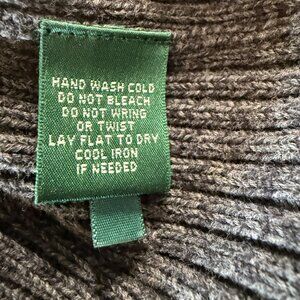 HAND WASH COLD
DO NOT BLEACH
DO NOT WRING
OR TWIST
LAY FLAT TO DRY
COOL IRON
IF NEEDED